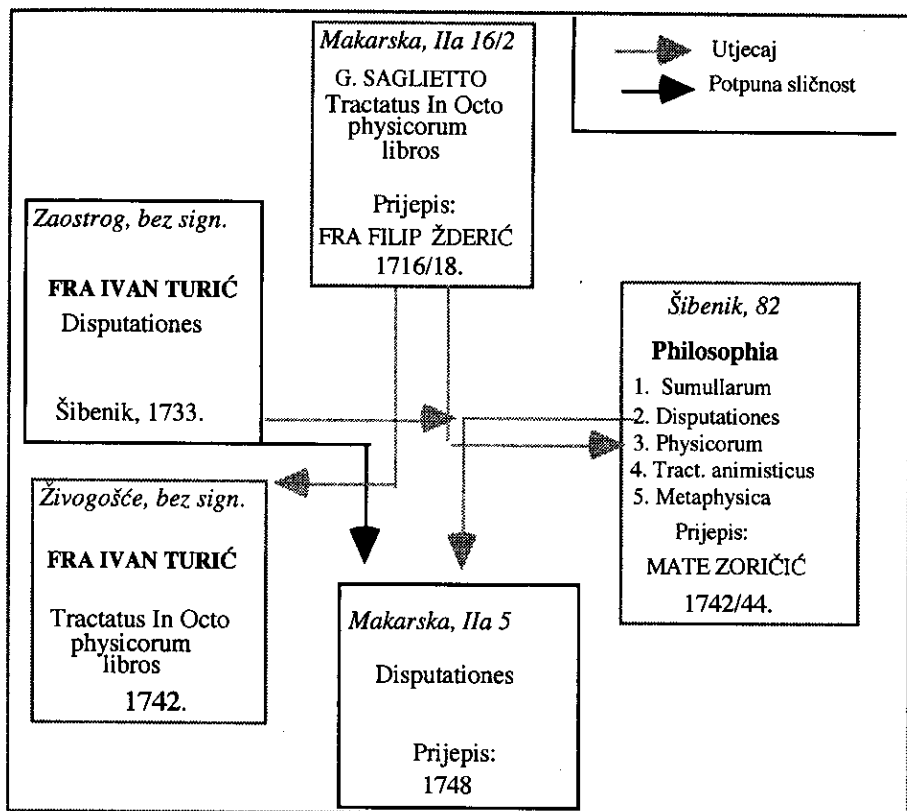 Makarska, IIa 16/2
G. SAGLIETTO
Tractatus In Octo
physicorum
libros
Prijepis:
FRA FILIP ŽDERIĆ
1716/18.
Utjecaj
Potpuna sličnost
Zaostrog, bez sign.
FRA IVAN TURIĆ
Disputationes
Šibenik, 1733.
Šibenik, 82
Philosophia
1. Sumullarum
2. Disputationes
3. Physicorum
4. Tract. animisticus
5. Metaphysica
Prijepis:
MATE ZORIČIĆ
1742/44.
Živogošće, bez sign.
FRA IVAN TURIĆ
Tractatus In Octo
physicorum
libros
1742.
Makarska, IIa 5
Disputationes
Prijepis:
1748